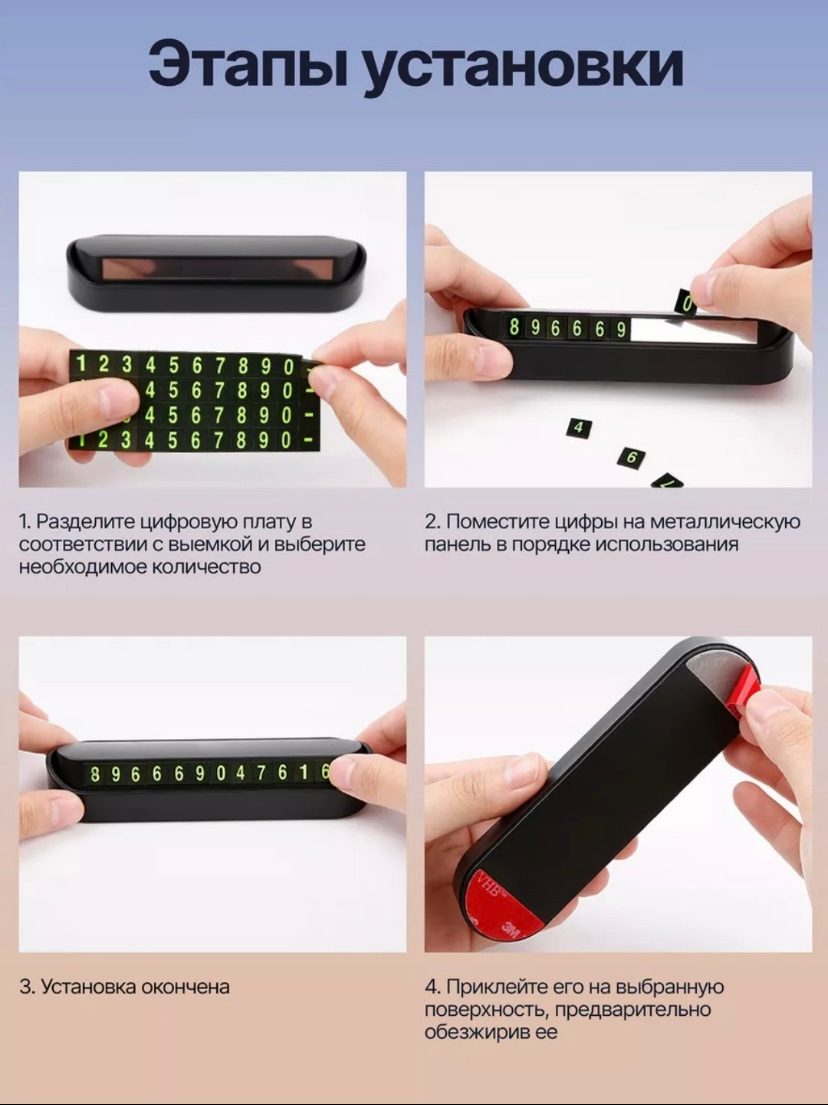 Этапы установки
1 2 3 4 5 6 7 8 9 0 -
4 5 6 7 8 9 0 -
4 5 6 7 8 9 0 -
1 2 3 4 5 6 7 8 9 0 -
8 9 6 6 6 9
0
4
6
7
1. Разделите цифровую плату в
соответствии с выемкой и выберите
необходимое количество
2. Поместите цифры на металлическую
панель в порядке использования
8 9 6 6 6 9 0 4 7 6 1 6
VHB™
3M
3. Установка окончена
4. Приклейте его на выбранную
поверхность, предварительно
обезжирив ее